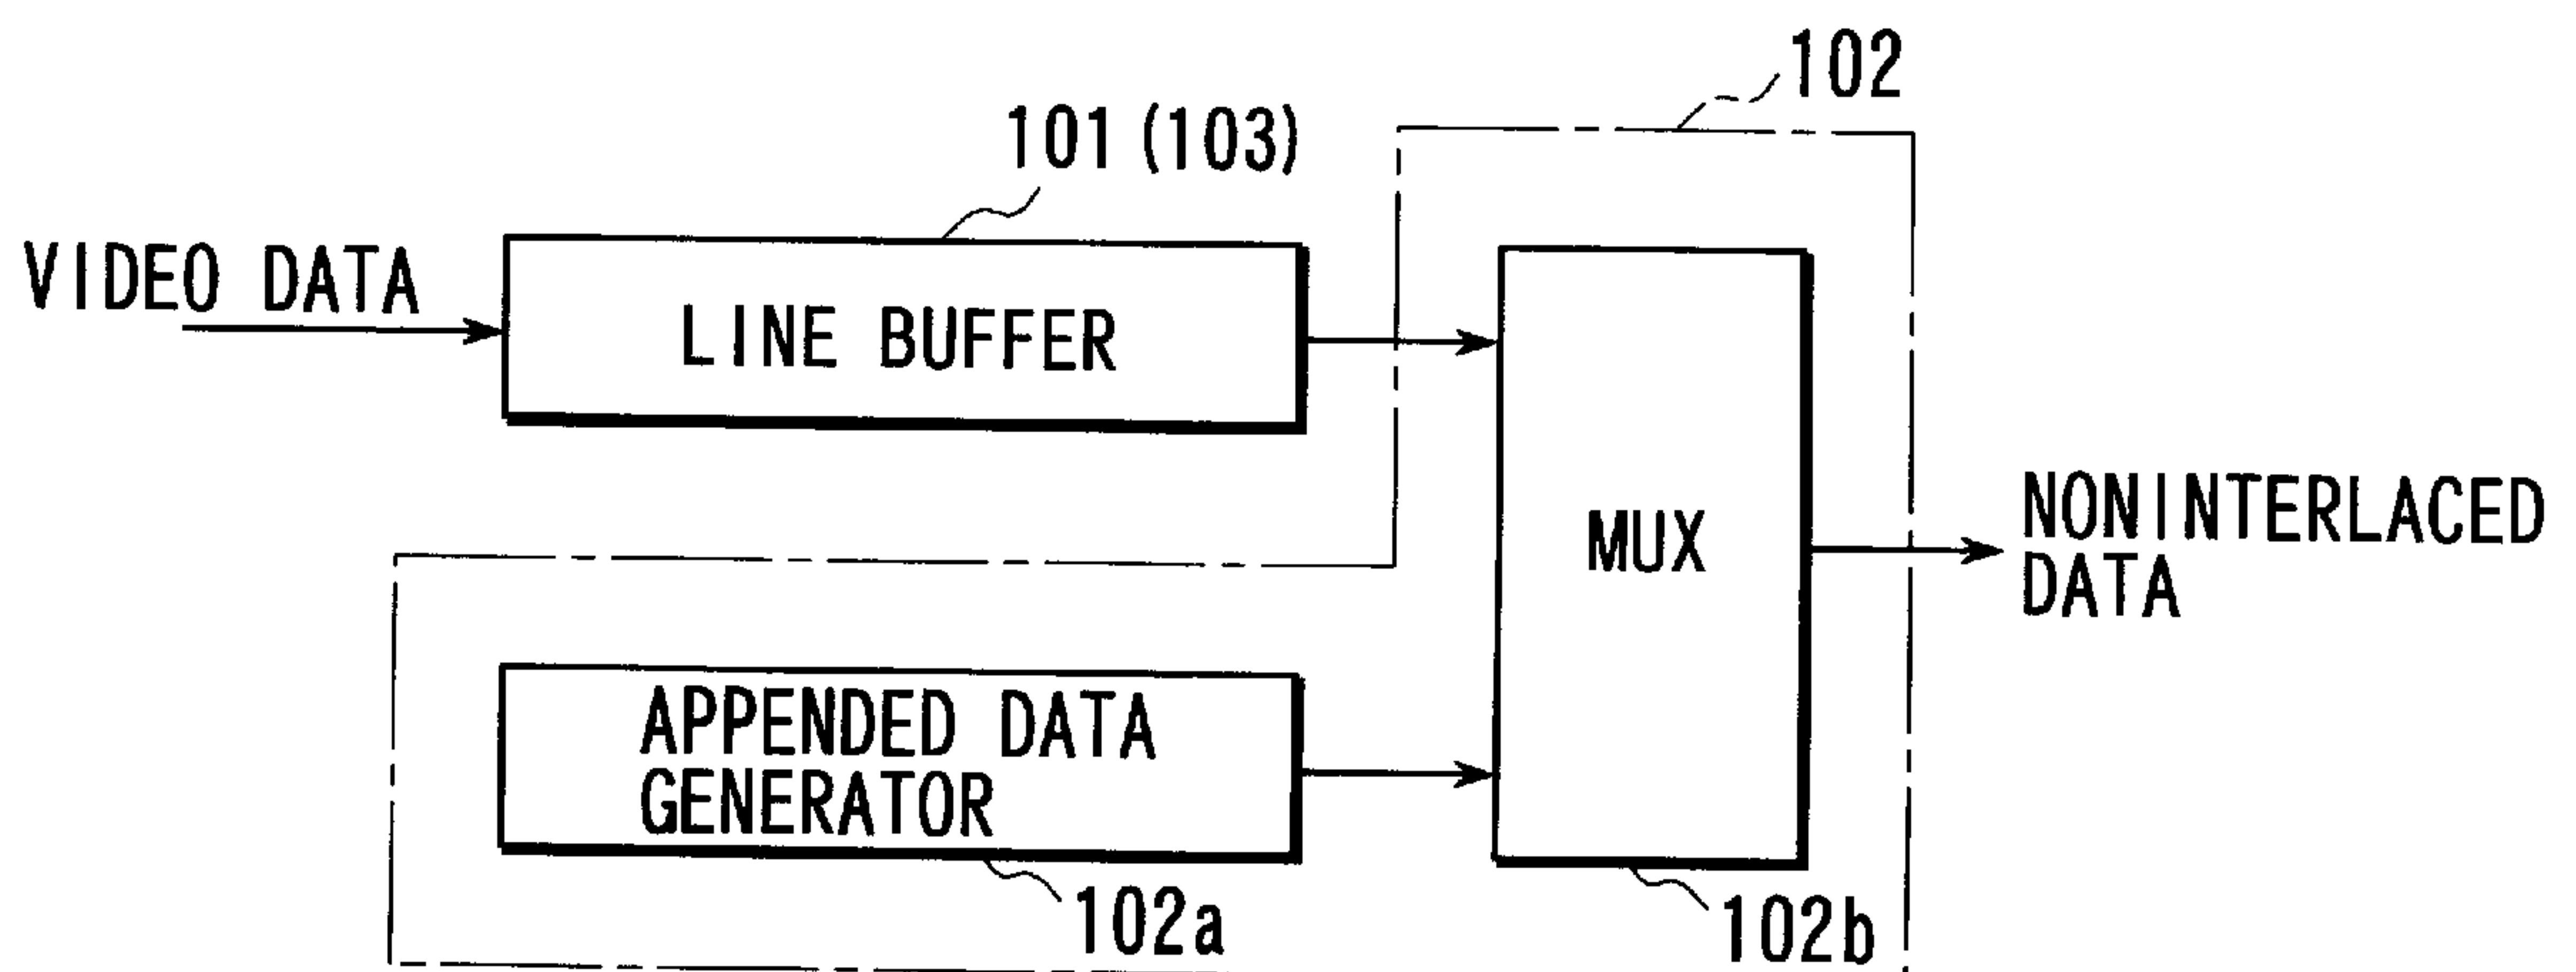 102
101 (103)
VIDEO DATA
LINE BUFFER
MUX
NONINTERLACED
DATA
APPENDED DATA
GENERATOR
102a
102b